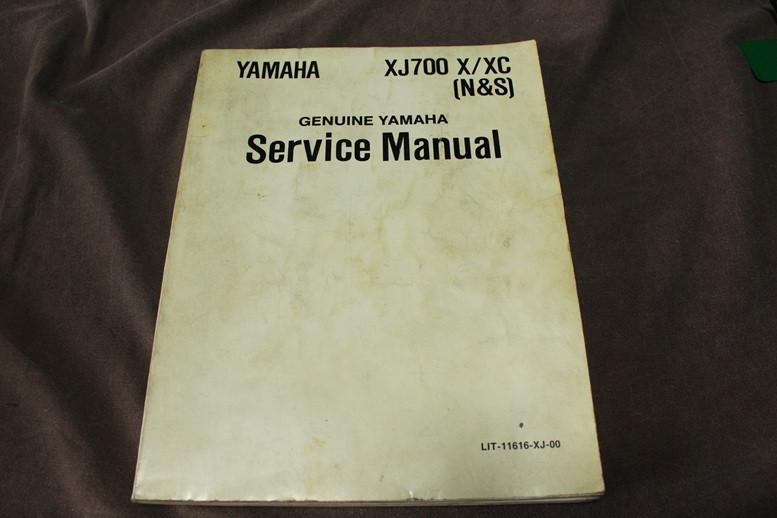 YAMAHA XJ700 X/XC
(N&S)
GENUINE YAMAHA
Service Manual
LIT-11616-XJ-00